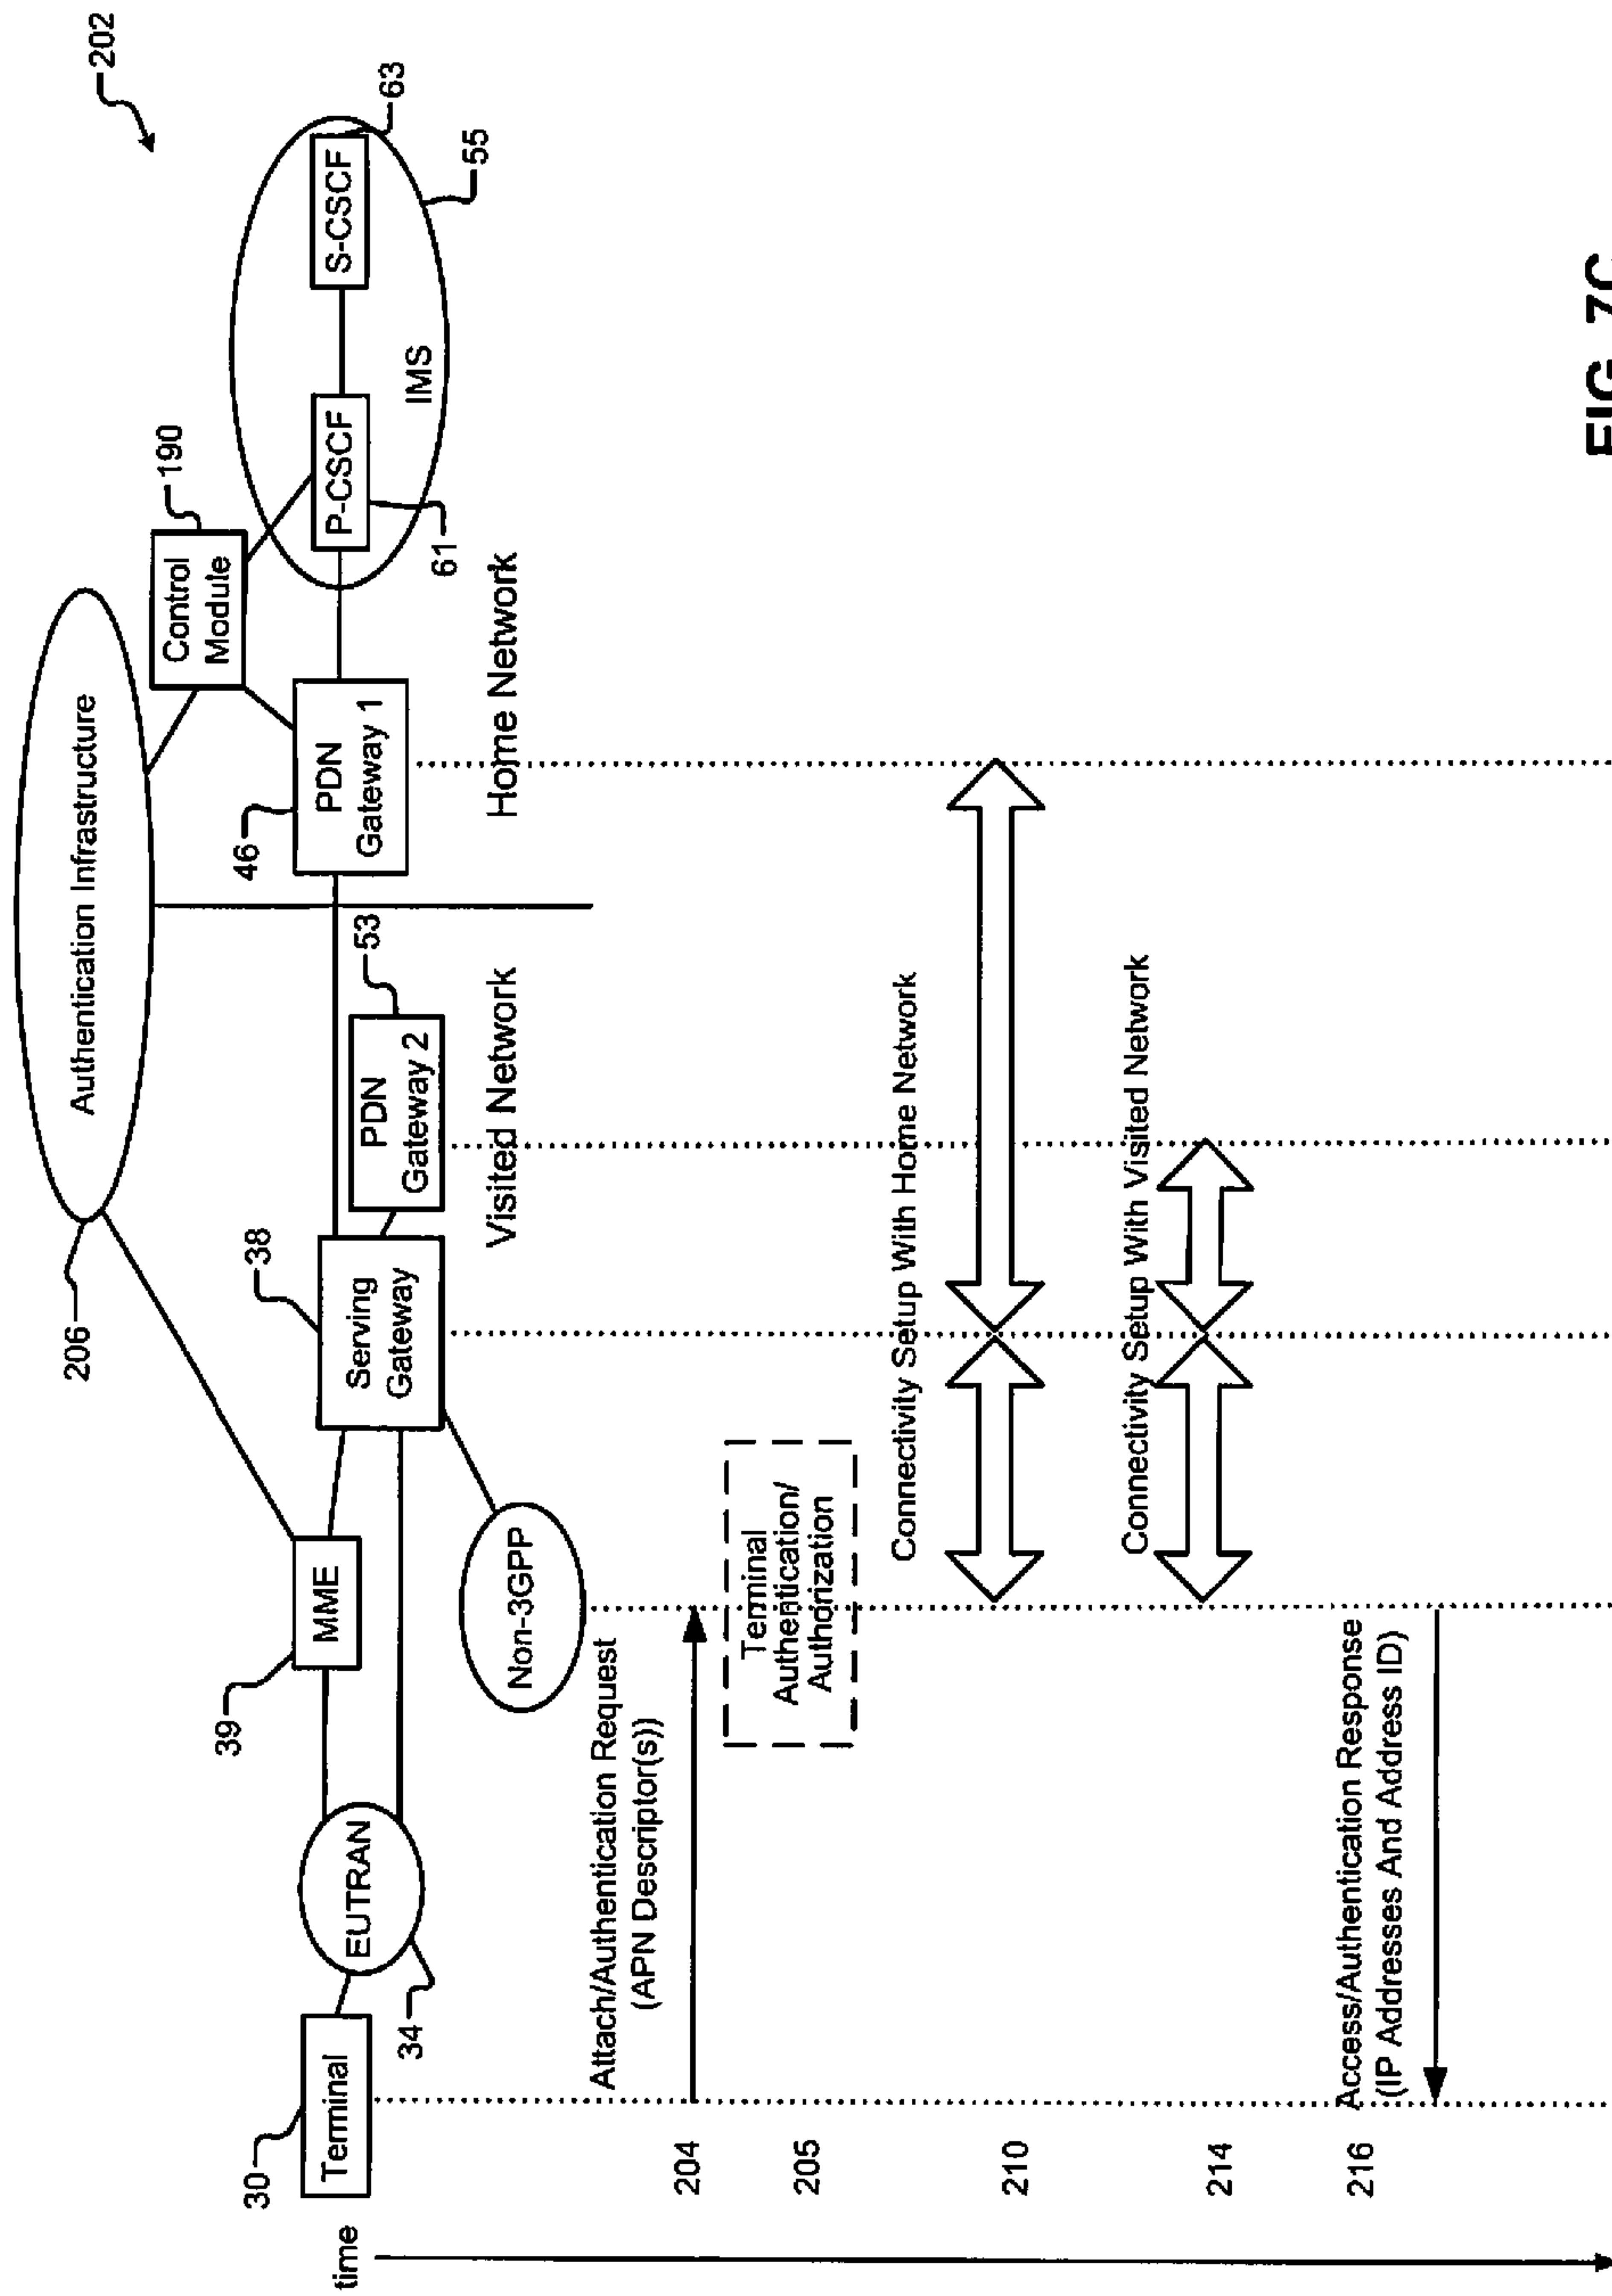 202
Authentication Infrastructure
206
190
Control
Module
63
S-CSCF
P-CSCF
IMS
55
61
46
PDN
Gateway 1
Home Network
53
PDN
Gateway 2
Visited Network
38
Serving
Gateway
39
MME
Non-3GPP
EUTRAN
34
30
Terminal
time
204
Attach/Authentication Request
(APN Descriptor(s))
205
Terminal
Authentication/
Authorization
210
Connectivity Setup With Home Network
214
Connectivity Setup With Visited Network
216
Access/Authentication Response
(IP Addresses And Address ID)
FIG. 7C